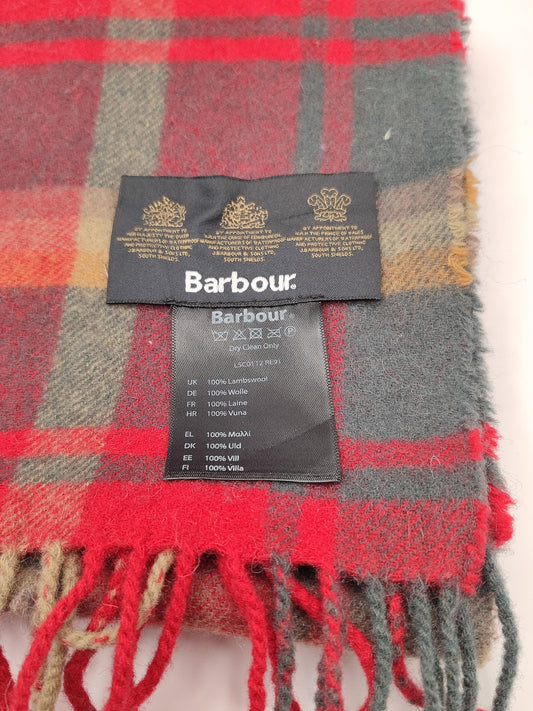 BY APPOINTMENT TO
HER MAJESTY THE QUEEN
MANUFACTURERS OF WATERPROOF
AND PROTECTIVE CLOTHING
J.BARBOUR & SONS LTD,
SOUTH SHIELDS.
BY APPOINTMENT TO
H.R.H. THE DUKE OF EDINBURGH
MANUFACTURERS OF WATERPROOF
AND PROTECTIVE CLOTHING
J.BARBOUR & SONS LTD,
SOUTH SHIELDS.
BY APPOINTMENT TO
H.R.H. THE PRINCE OF WALES
MANUFACTURERS OF WATERPROOF
AND PROTECTIVE CLOTHING
J.BARBOUR & SONS LTD,
SOUTH SHIELDS.
Barbour®
Barbour®
P
Dry Clean Only
LSC0112 RE91
UK 100% Lambswool
DE 100% Wolle
FR 100% Laine
HR 100% Vuna
EL 100% Μαλλί
DK 100% Uld
EE 100% Vill
FI 100% Villa